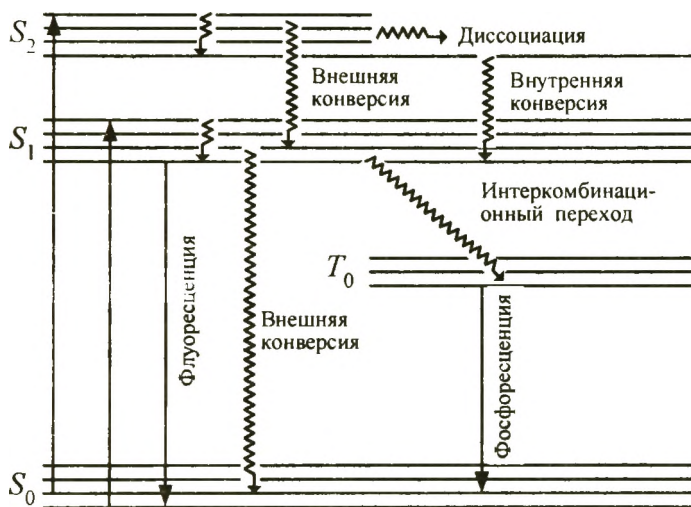 S₂
Диссоциация
Внешняя
конверсия
Внутренняя
конверсия
S₁
Интеркомбинаци-
онный переход
T₀
Флуоресценция
Внешняя
конверсия
Фосфоресценция
S₀